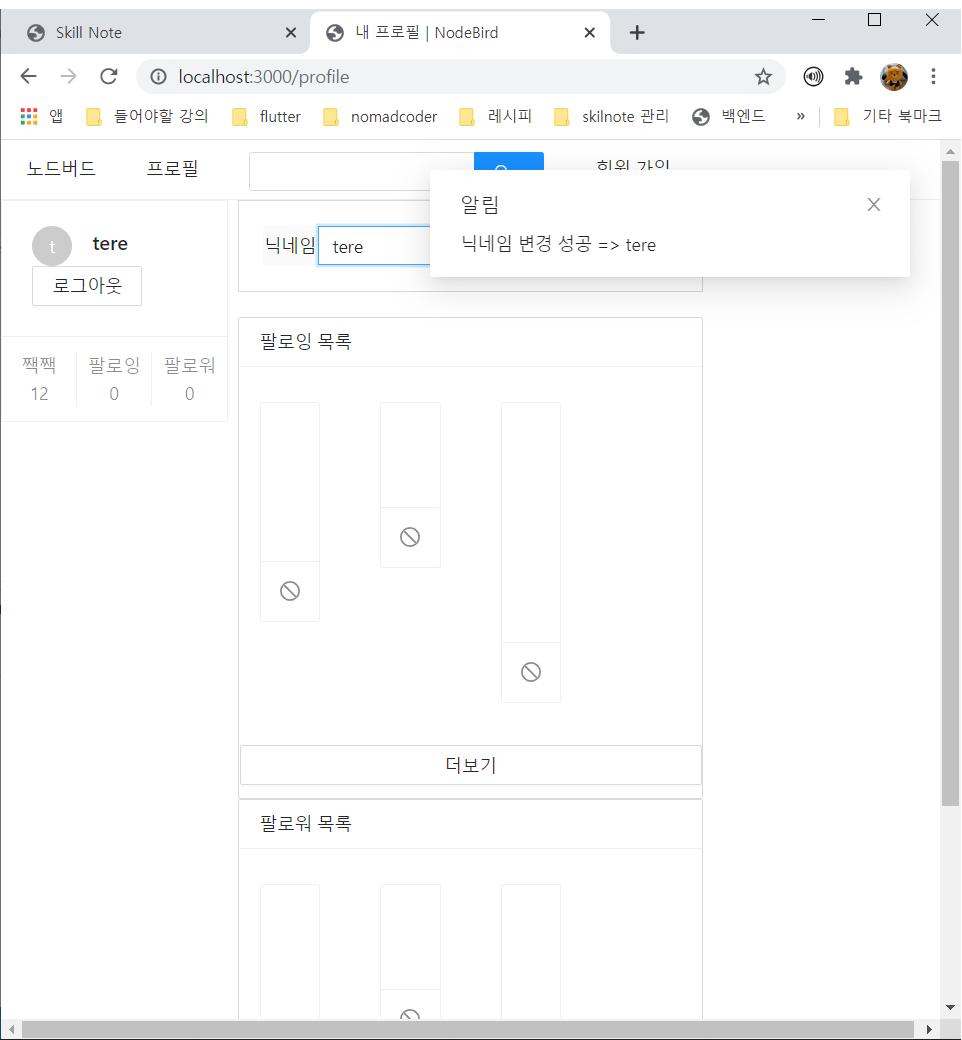 Skill Note
내 프로필 | NodeBird
localhost:3000/profile
앱
들어야할 강의
flutter
nomadcoder
레시피
skilnote 관리
백엔드
»
기타 북마크
노드버드
프로필
회원 가입
알림
닉네임 변경 성공 => tere
t
tere
로그아웃
닉네임
tere
짹짹
팔로잉
팔로워
12
0
0
팔로잉 목록
더보기
팔로워 목록